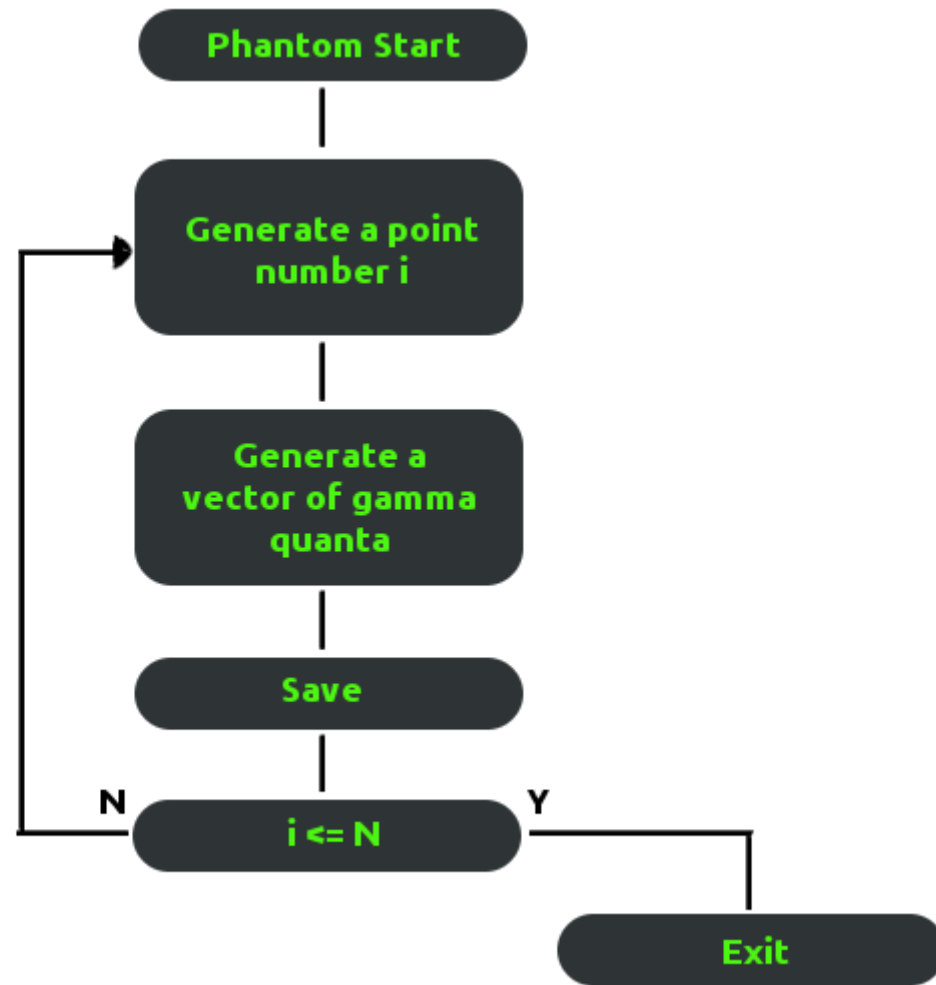 Phantom Start
Generate a point
number i
Generate a
vector of gamma
quanta
Save
N
Y
i <= N
Exit